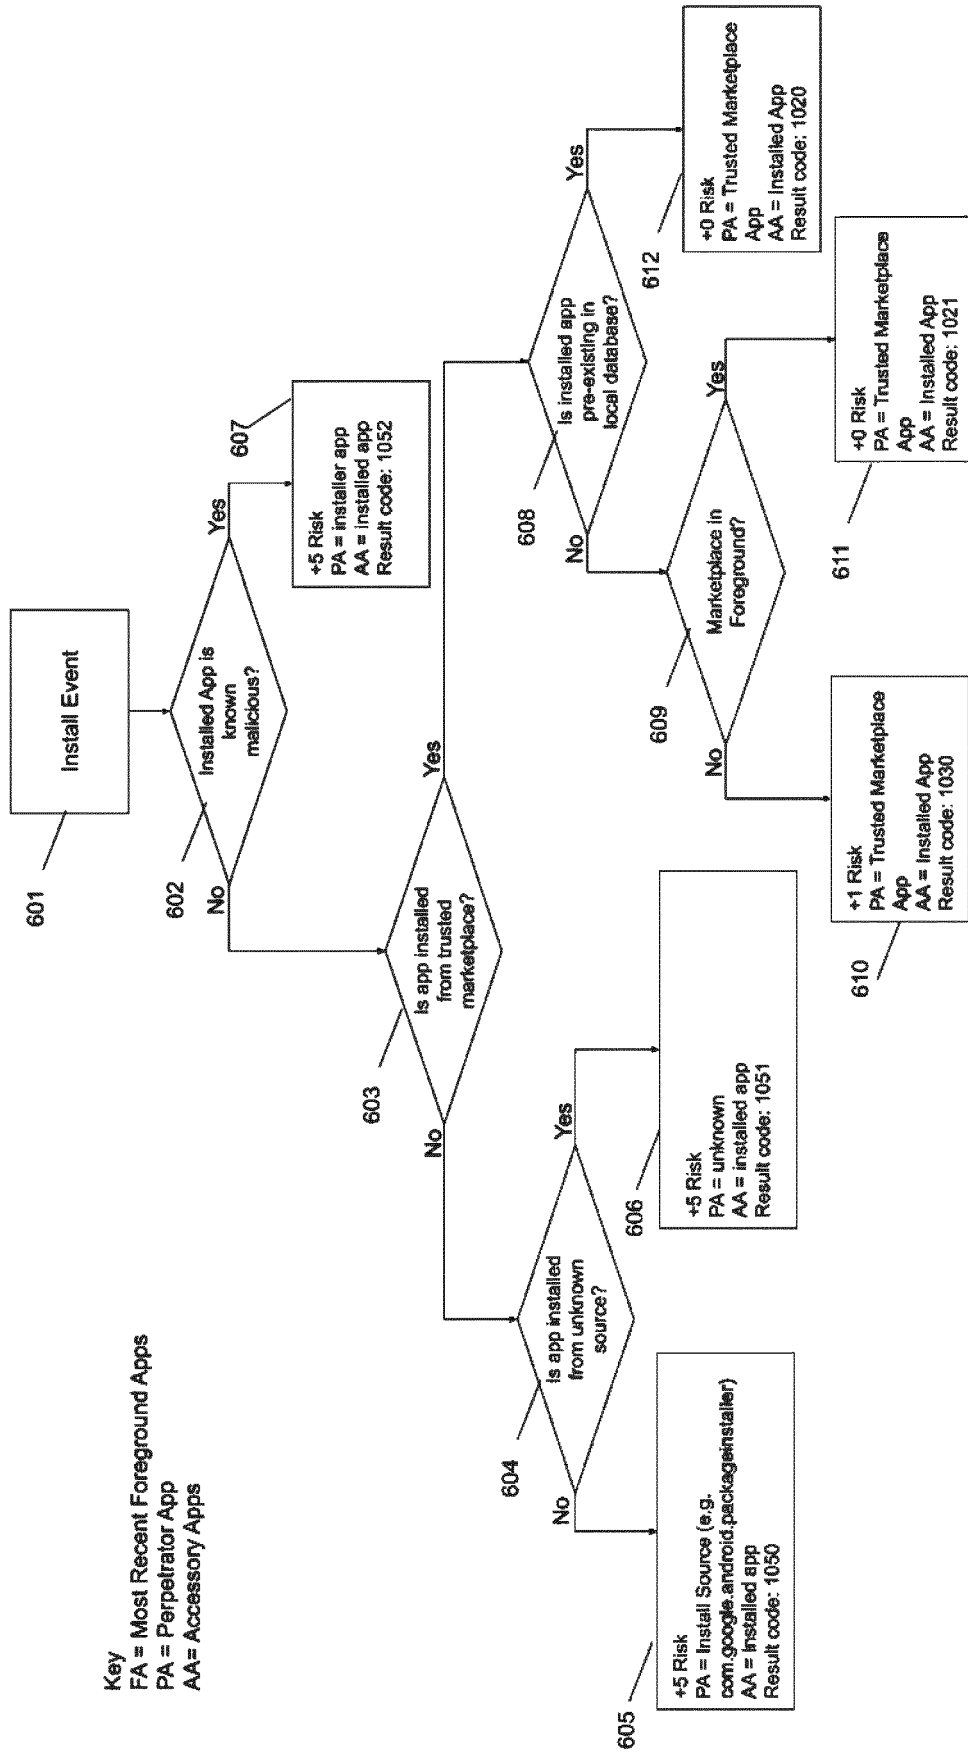 Key
FA = Most Recent Foreground Apps
PA = Perpetrator App
AA= Accessory Apps
601
Install Event
602
Installed App is
known
malicious?
No
Yes
607
+5 Risk
PA = installer app
AA = installed app
Result code: 1052
603
Is app installed
from trusted
marketplace?
No
Yes
604
Is app installed
from unknown
source?
No
Yes
605
+5 Risk
PA = Install Source (e.g.
com.google.android.packageinstaller)
AA = Installed app
Result code: 1050
606
+5 Risk
PA = unknown
AA = installed app
Result code: 1051
608
Is installed app
pre-existing in
local database?
No
Yes
609
Marketplace in
Foreground?
No
Yes
610
+1 Risk
PA = Trusted Marketplace
App
AA = Installed App
Result code: 1030
611
+0 Risk
PA = Trusted Marketplace
App
AA = Installed App
Result code: 1021
612
+0 Risk
PA = Trusted Marketplace
App
AA = Installed App
Result code: 1020